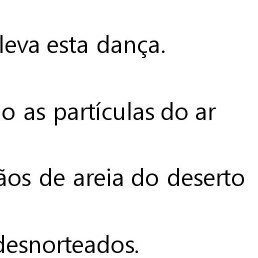 leva esta dança.
o as partículas do ar
ãos de areia do deserto
desnorteados.